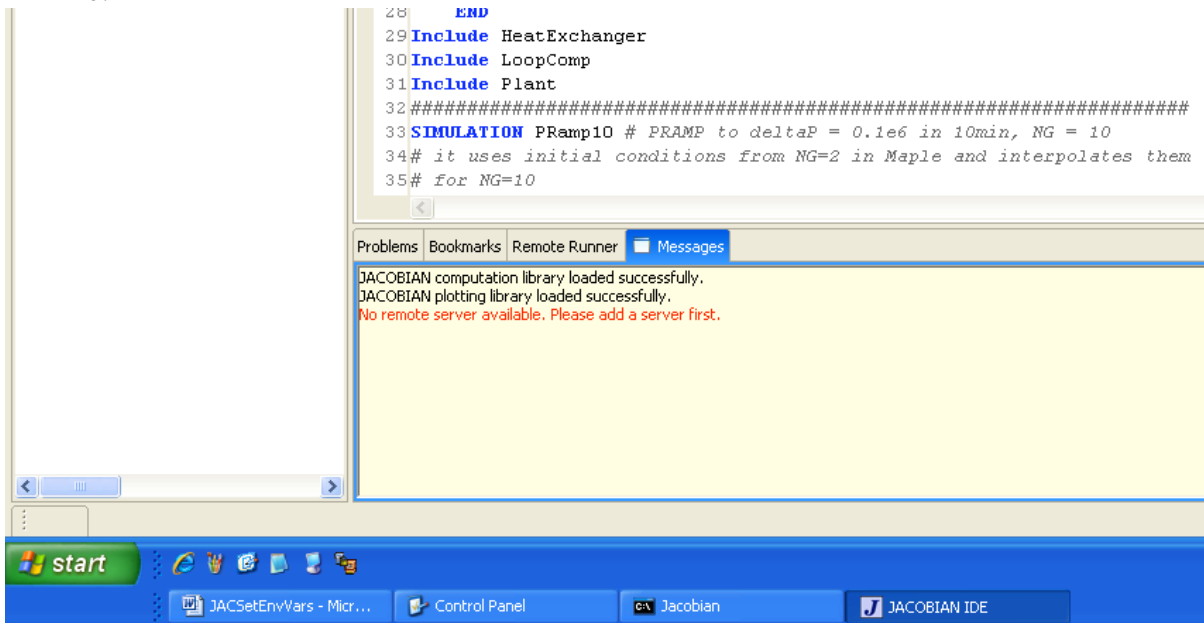 28 END
29 Include HeatExchanger
30 Include LoopComp
31 Include Plant
32 #####################################################################
33 SIMULATION PRamp10 # PRAMP to deltaP = 0.1e6 in 10min, NG = 10
34 # it uses initial conditions from NG=2 in Maple and interpolates them
35 # for NG=10
Problems Bookmarks Remote Runner Messages
JACOBIAN computation library loaded successfully.
JACOBIAN plotting library loaded successfully.
No remote server available. Please add a server first.
start
JACSetEnvVars - Micr... Control Panel Jacobian JACOBIAN IDE